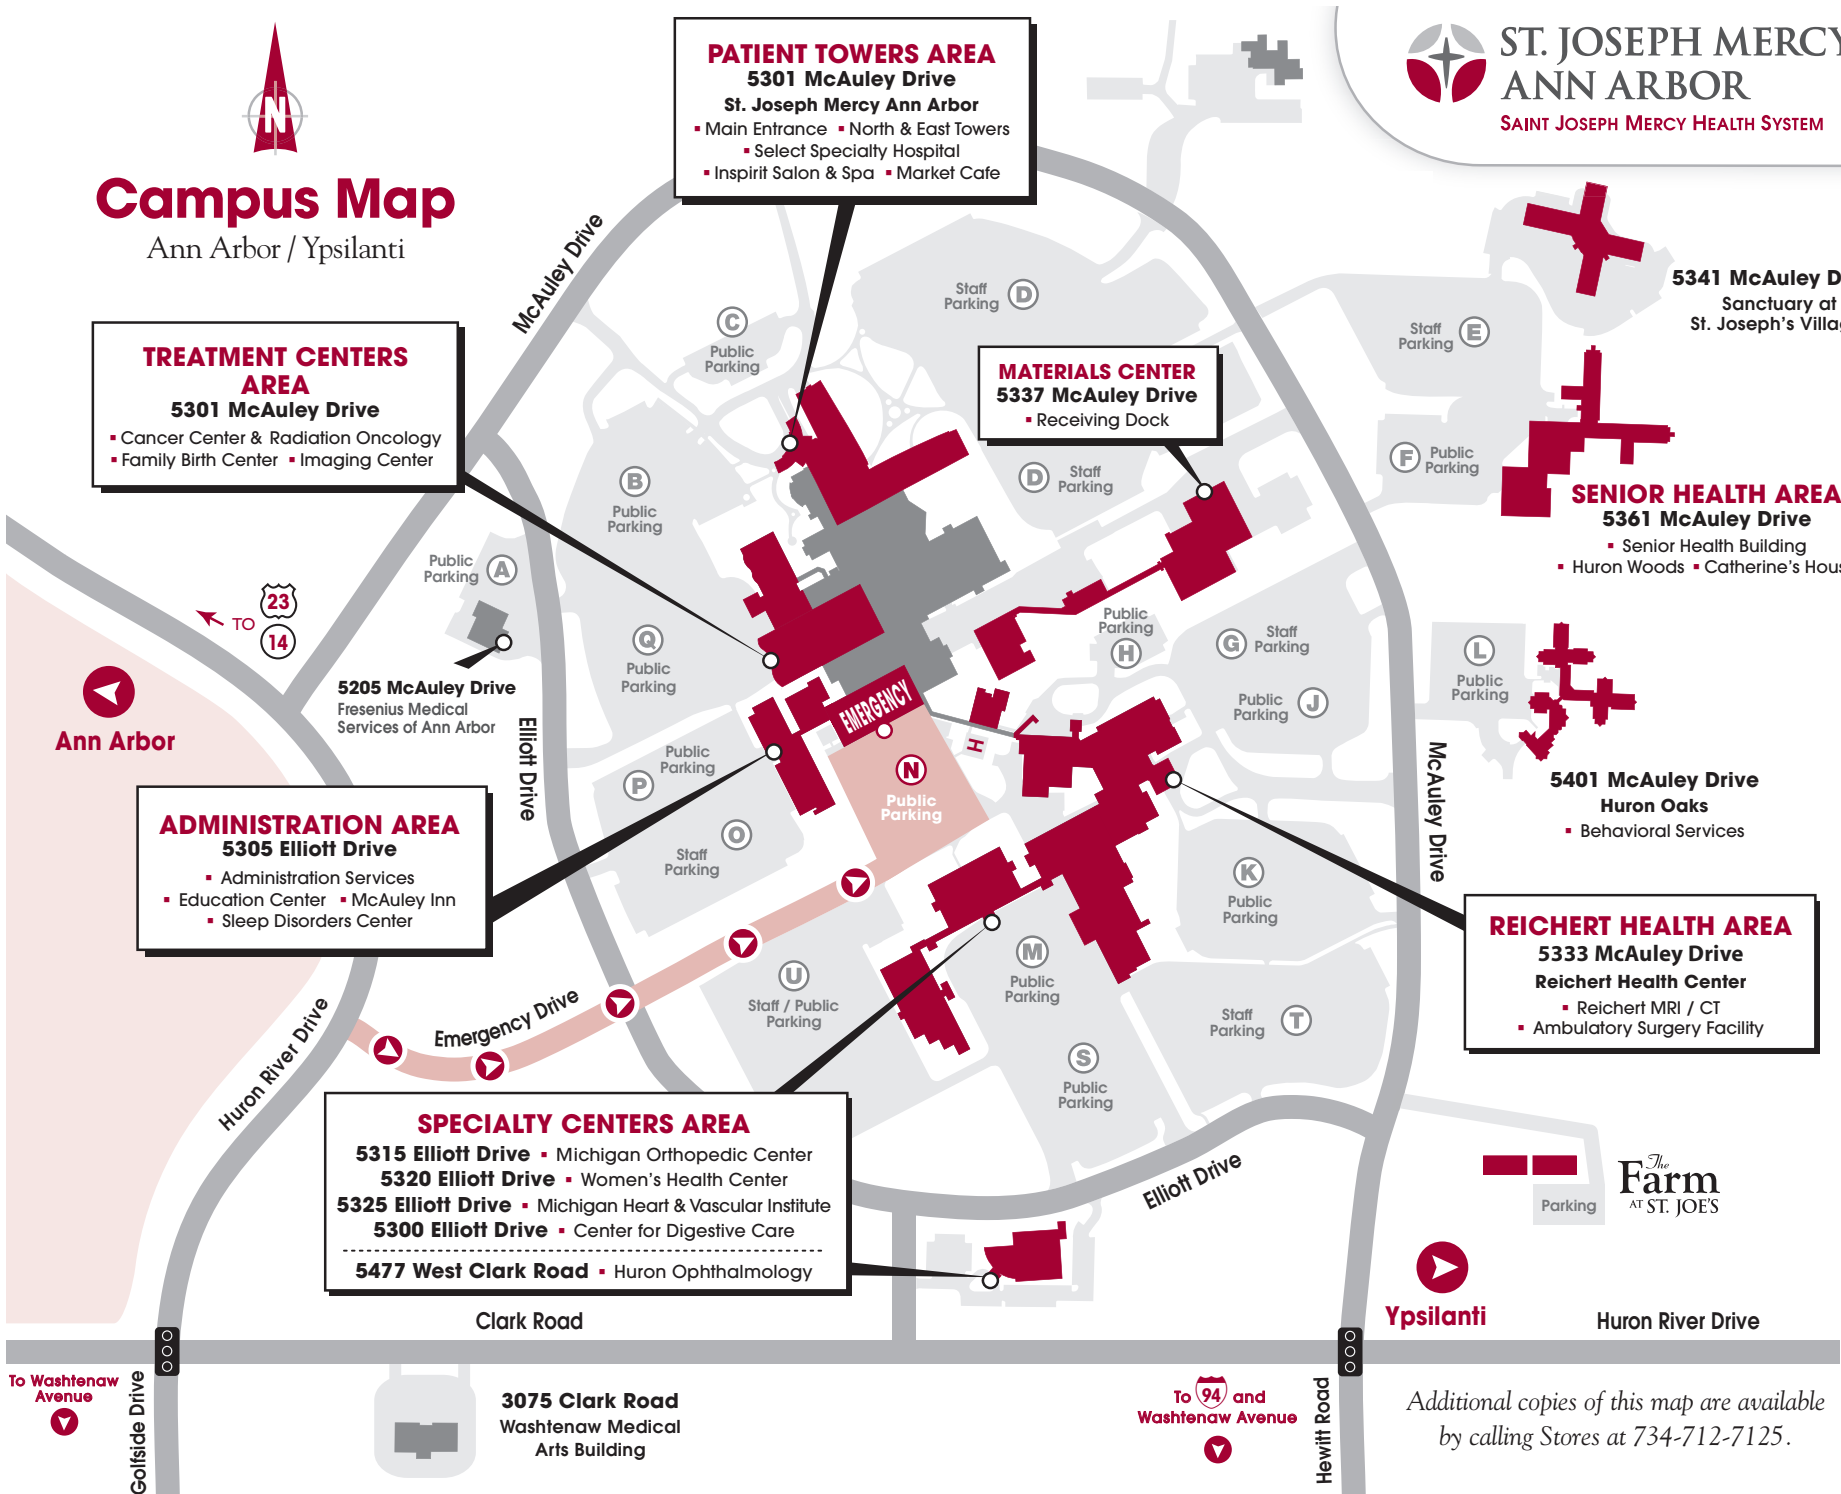 N
Campus Map
Ann Arbor / Ypsilanti
PATIENT TOWERS AREA
5301 McAuley Drive
St. Joseph Mercy Ann Arbor
▪ Main Entrance ▪ North & East Towers
▪ Select Specialty Hospital
▪ Inspirit Salon & Spa ▪ Market Cafe
ST. JOSEPH MERCY
ANN ARBOR
SAINT JOSEPH MERCY HEALTH SYSTEM
McAuley Drive
TREATMENT CENTERS
AREA
5301 McAuley Drive
▪ Cancer Center & Radiation Oncology
▪ Family Birth Center ▪ Imaging Center
C
Public
Parking
Staff
Parking D
MATERIALS CENTER
5337 McAuley Drive
▪ Receiving Dock
Staff
Parking E
5341 McAuley D
Sanctuary at
St. Joseph's Villag
F Public
Parking
SENIOR HEALTH AREA
5361 McAuley Drive
▪ Senior Health Building
▪ Huron Woods ▪ Catherine's Hous
B
Public
Parking
D Staff
Parking
Public
Parking A
TO
23
14
Ann Arbor
5205 McAuley Drive
Fresenius Medical
Services of Ann Arbor
Elliott Drive
Q
Public
Parking
Public
Parking
H
G Staff
Parking
Public
Parking J
L
Public
Parking
EMERGENCY
H
N
Public
Parking
Public
Parking
P
O
Staff
Parking
McAuley Drive
5401 McAuley Drive
Huron Oaks
▪ Behavioral Services
ADMINISTRATION AREA
5305 Elliott Drive
▪ Administration Services
▪ Education Center ▪ McAuley Inn
▪ Sleep Disorders Center
K
Public
Parking
REICHERT HEALTH AREA
5333 McAuley Drive
Reichert Health Center
▪ Reichert MRI / CT
▪ Ambulatory Surgery Facility
M
Public
Parking
U
Staff / Public
Parking
Staff
Parking T
S
Public
Parking
Emergency Drive
Huron River Drive
SPECIALTY CENTERS AREA
5315 Elliott Drive ▪ Michigan Orthopedic Center
5320 Elliott Drive ▪ Women's Health Center
5325 Elliott Drive ▪ Michigan Heart & Vascular Institute
5300 Elliott Drive ▪ Center for Digestive Care
5477 West Clark Road ▪ Huron Ophthalmology
Elliott Drive
Parking
The
Farm
AT ST. JOE'S
Ypsilanti
Clark Road
Huron River Drive
To Washtenaw
Avenue
Golfside Drive
3075 Clark Road
Washtenaw Medical
Arts Building
To 94 and
Washtenaw Avenue
Hewitt Road
Additional copies of this map are available
by calling Stores at 734-712-7125.